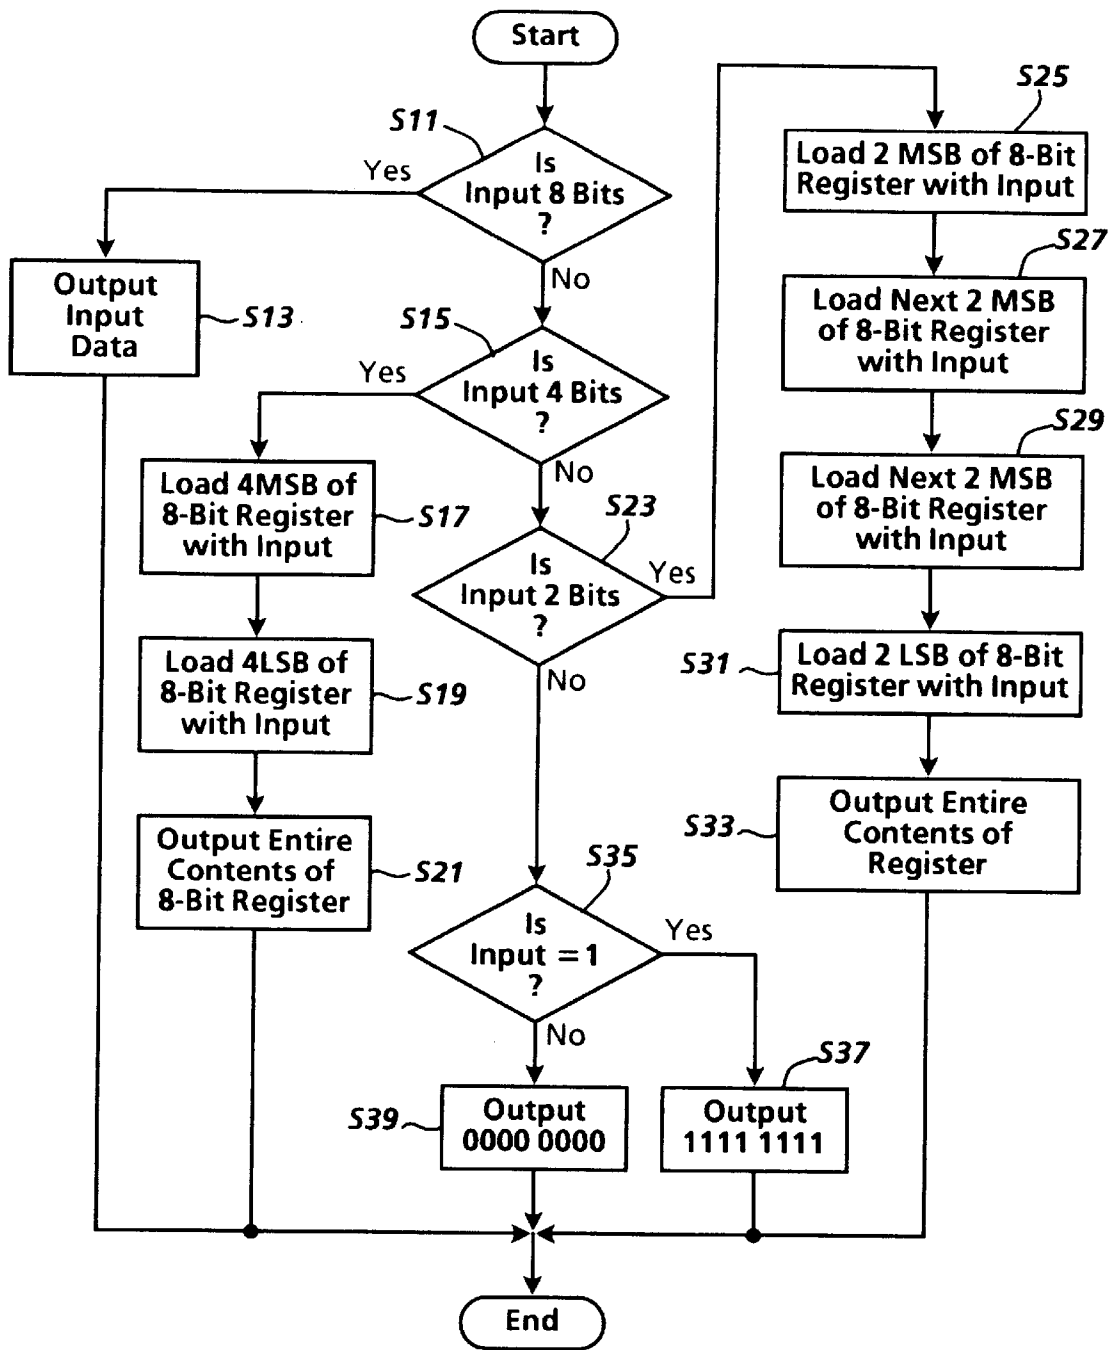 Start
S11
Is
Input 8 Bits
?
Yes
No
Output
Input
Data
S13
S15
Is
Input 4 Bits
?
Yes
No
Load 4MSB of
8-Bit Register
with Input
S17
Load 4LSB of
8-Bit Register
with Input
S19
Output Entire
Contents of
8-Bit Register
S21
S23
Is
Input 2 Bits
?
Yes
No
S25
Load 2 MSB of 8-Bit
Register with Input
S27
Load Next 2 MSB
of 8-Bit Register
with Input
S29
Load Next 2 MSB
of 8-Bit Register
with Input
S31
Load 2 LSB of 8-Bit
Register with Input
S33
Output Entire
Contents of
Register
S35
Is
Input = 1
?
Yes
No
S37
Output
1111 1111
S39
Output
0000 0000
End